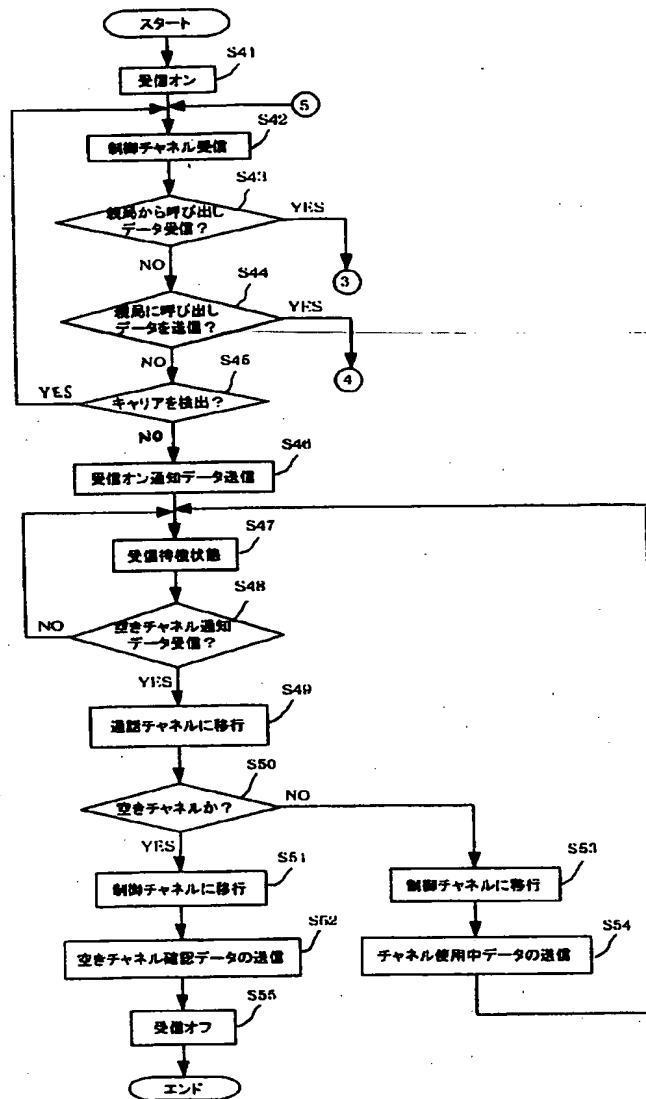 スタート
S41
受信オン
5
S42
制御チャネル受信
S43
親局から呼び出し
データ受信？
YES
NO
3
S44
親局に呼び出し
データを送信？
YES
NO
4
S45
キャリアを検出？
YES
NO
S46
受信オン通知データ送信
S47
受信待機状態
S48
空きチャネル通知
データ受信？
NO
YES
S49
通話チャネルに移行
S50
空きチャネルか？
NO
YES
S51
制御チャネルに移行
S53
制御チャネルに移行
S52
空きチャネル確認データの送信
S54
チャネル使用中データの送信
S55
受信オフ
エンド